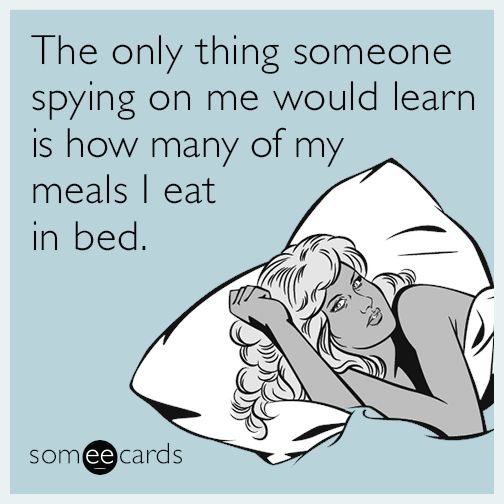 The only thing someone
spying on me would learn
is how many of my
meals I eat
in bed.
someecards